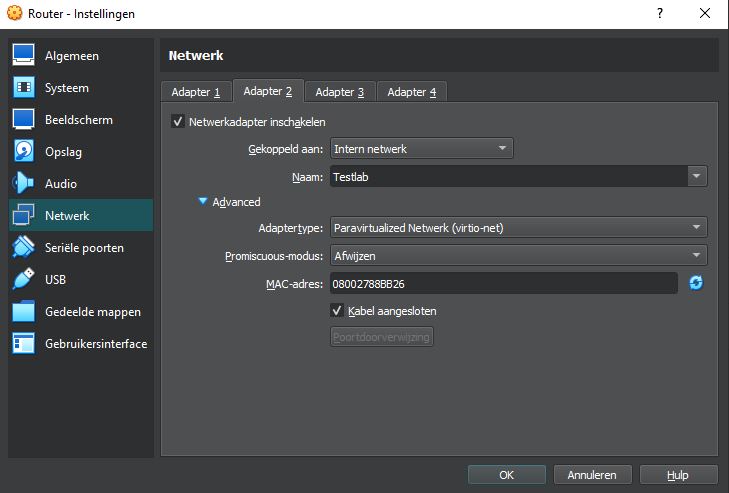 Router - Instellingen
?
Algemeen
Systeem
Beeldscherm
Opslag
Audio
Netwerk
Seriële poorten
USB
Gedeelde mappen
Gebruikersinterface
Netwerk
Adapter 1 Adapter 2 Adapter 3 Adapter 4
Netwerkadapter inschakelen
Gekoppeld aan: Intern netwerk
Naam: Testlab
Advanced
Adaptertype: Paravirtualized Netwerk (virtio-net)
Promiscuous-modus: Afwijzen
MAC-adres: 08002788BB26
Kabel aangesloten
Poortdoorverwijzing
OK Annuleren Hulp